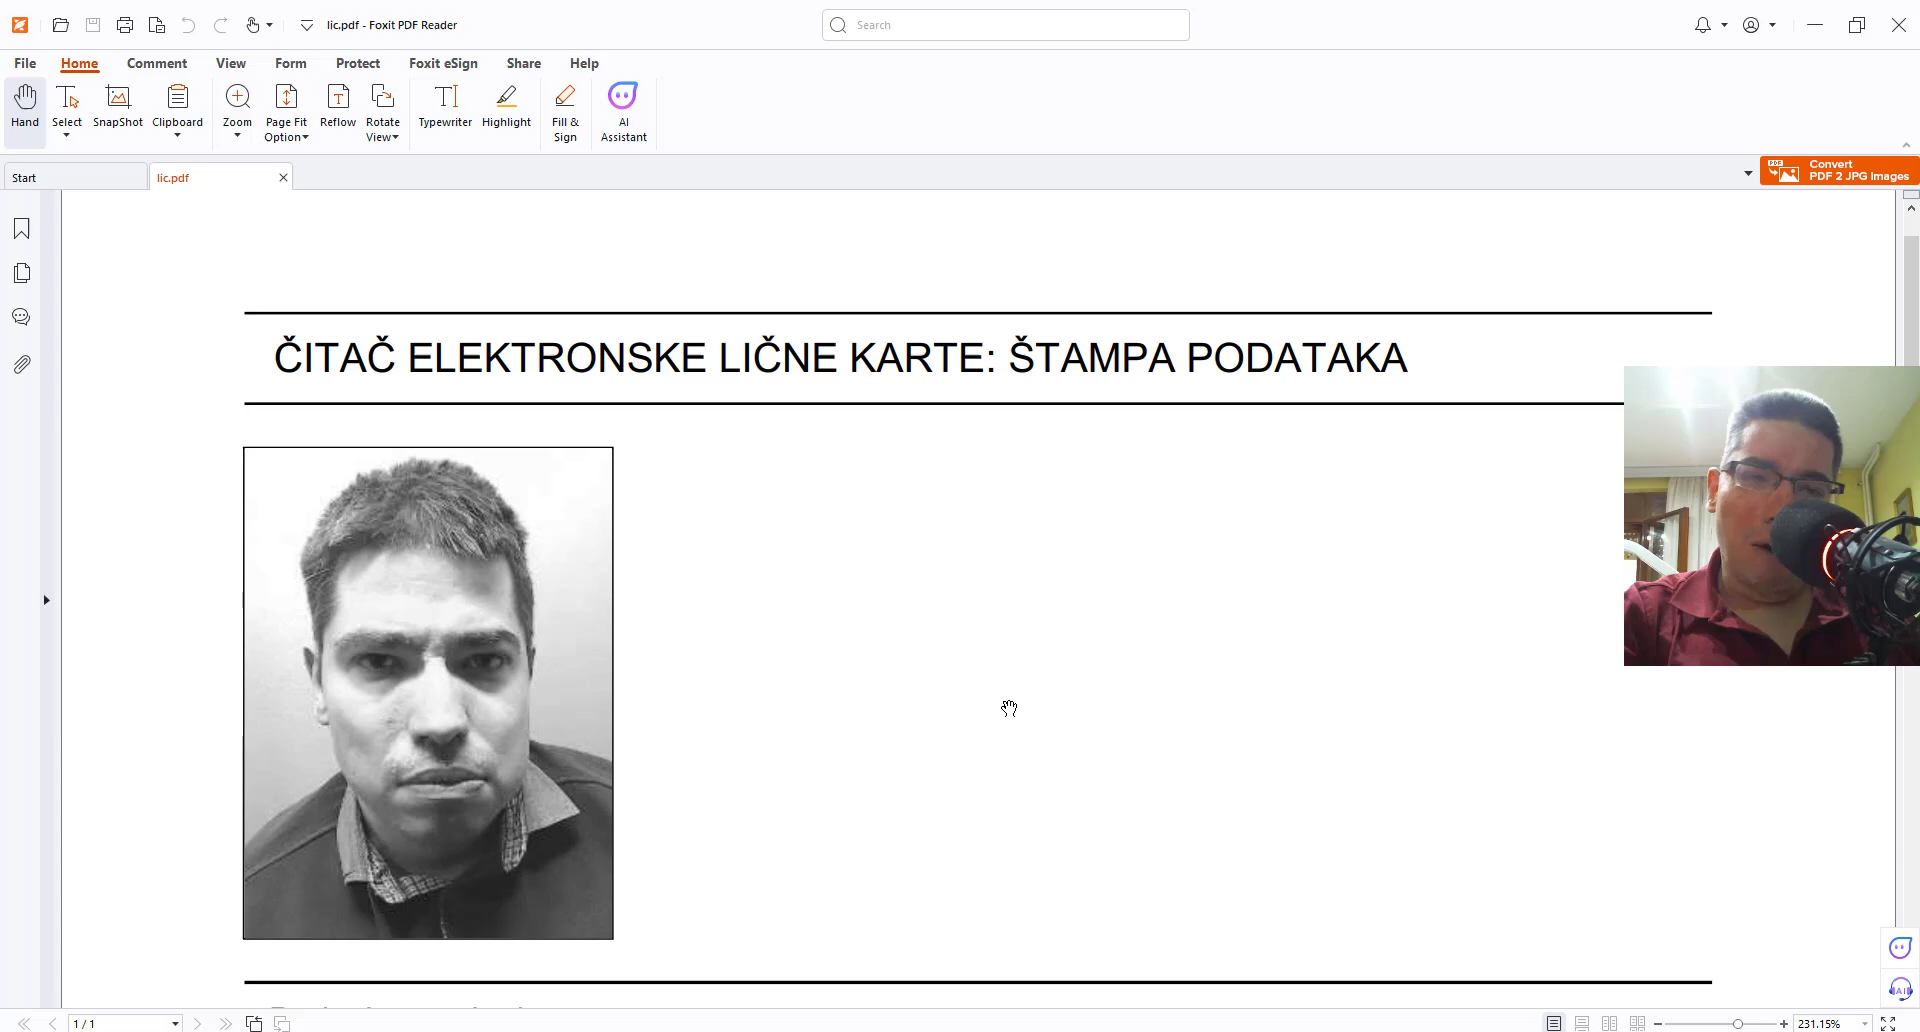 lic.pdf - Foxit PDF Reader
Search
File Home Comment View Form Protect Foxit eSign Share Help
Hand
Select
SnapShot
Clipboard
Zoom
Page Fit
Option
Reflow
Rotate
View
Typewriter
Highlight
Fill &
Sign
AI
Assistant
Start
lic.pdf
PDF
Convert
PDF 2 JPG Images
ČITAČ ELEKTRONSKE LIČNE KARTE: ŠTAMPA PODATAKA
AI
1 / 1
231.15%